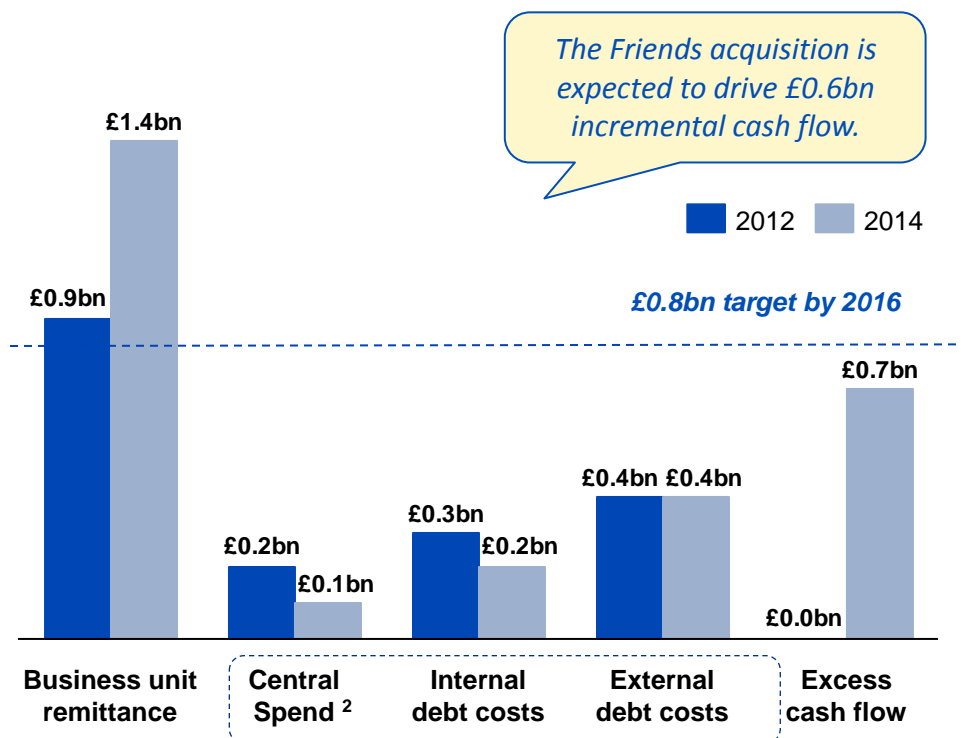 The Friends acquisition is
expected to drive £0.6bn
incremental cash flow.
£1.4bn
2012
2014
£0.9bn
£0.8bn target by 2016
£0.7bn
£0.4bn
£0.4bn
£0.3bn
£0.2bn
£0.2bn
£0.1bn
£0.0bn
Business unit
remittance
Central
Spend ²
Internal
debt costs
External
debt costs
Excess
cash flow